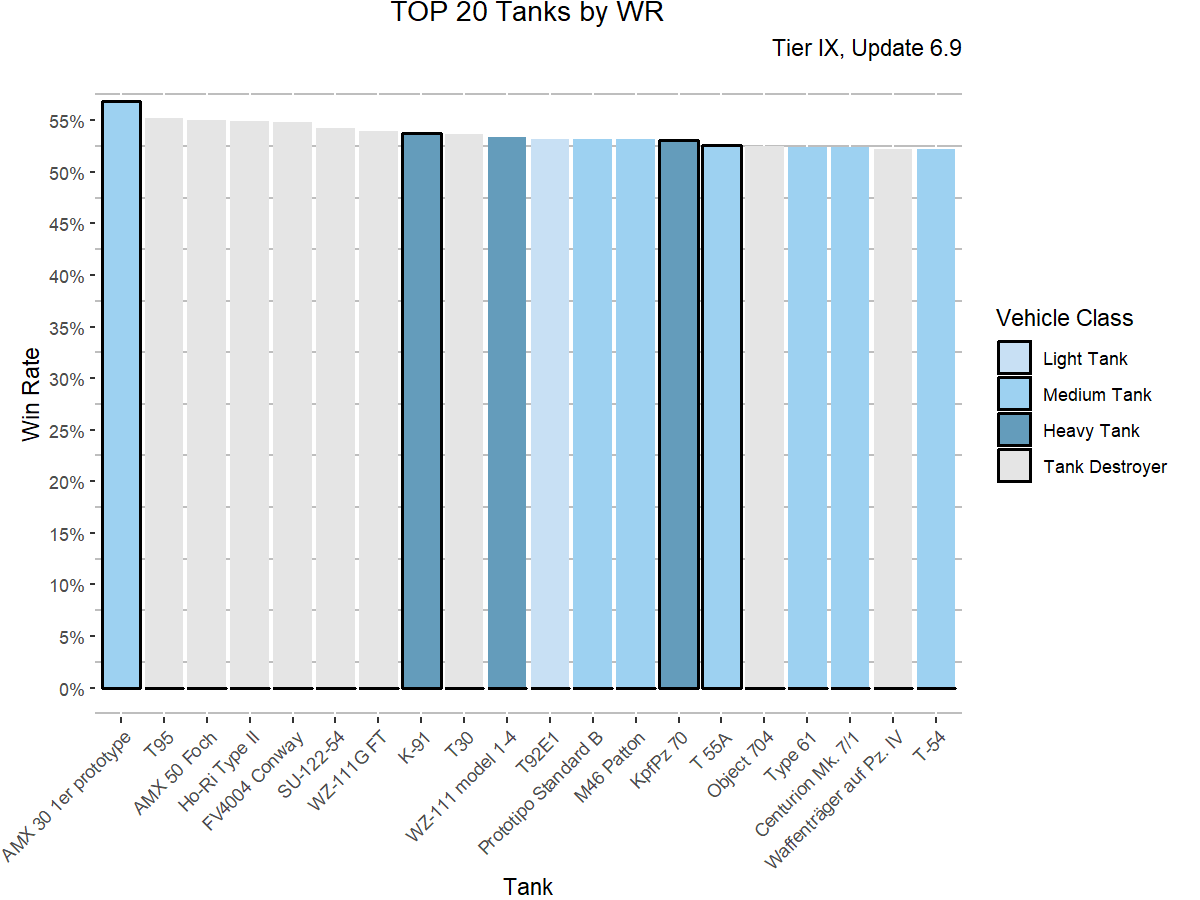 TOP 20 Tanks by WR
Tier IX, Update 6.9
Win Rate
55%
50%
45%
40%
35%
30%
25%
20%
15%
10%
5%
0%
AMX 30 1er prototype
T95
AMX 50 Foch
Ho-Ri Type II
FV4004 Conway
SU-122-54
WZ-111G FT
K-91
T30
WZ-111 model 1-4
T92E1
Prototipo Standard B
M46 Patton
KpfPz 70
T 55A
Object 704
Type 61
Centurion Mk. 7/1
Waffenträger auf Pz. IV
T-54
Tank
Vehicle Class
Light Tank
Medium Tank
Heavy Tank
Tank Destroyer